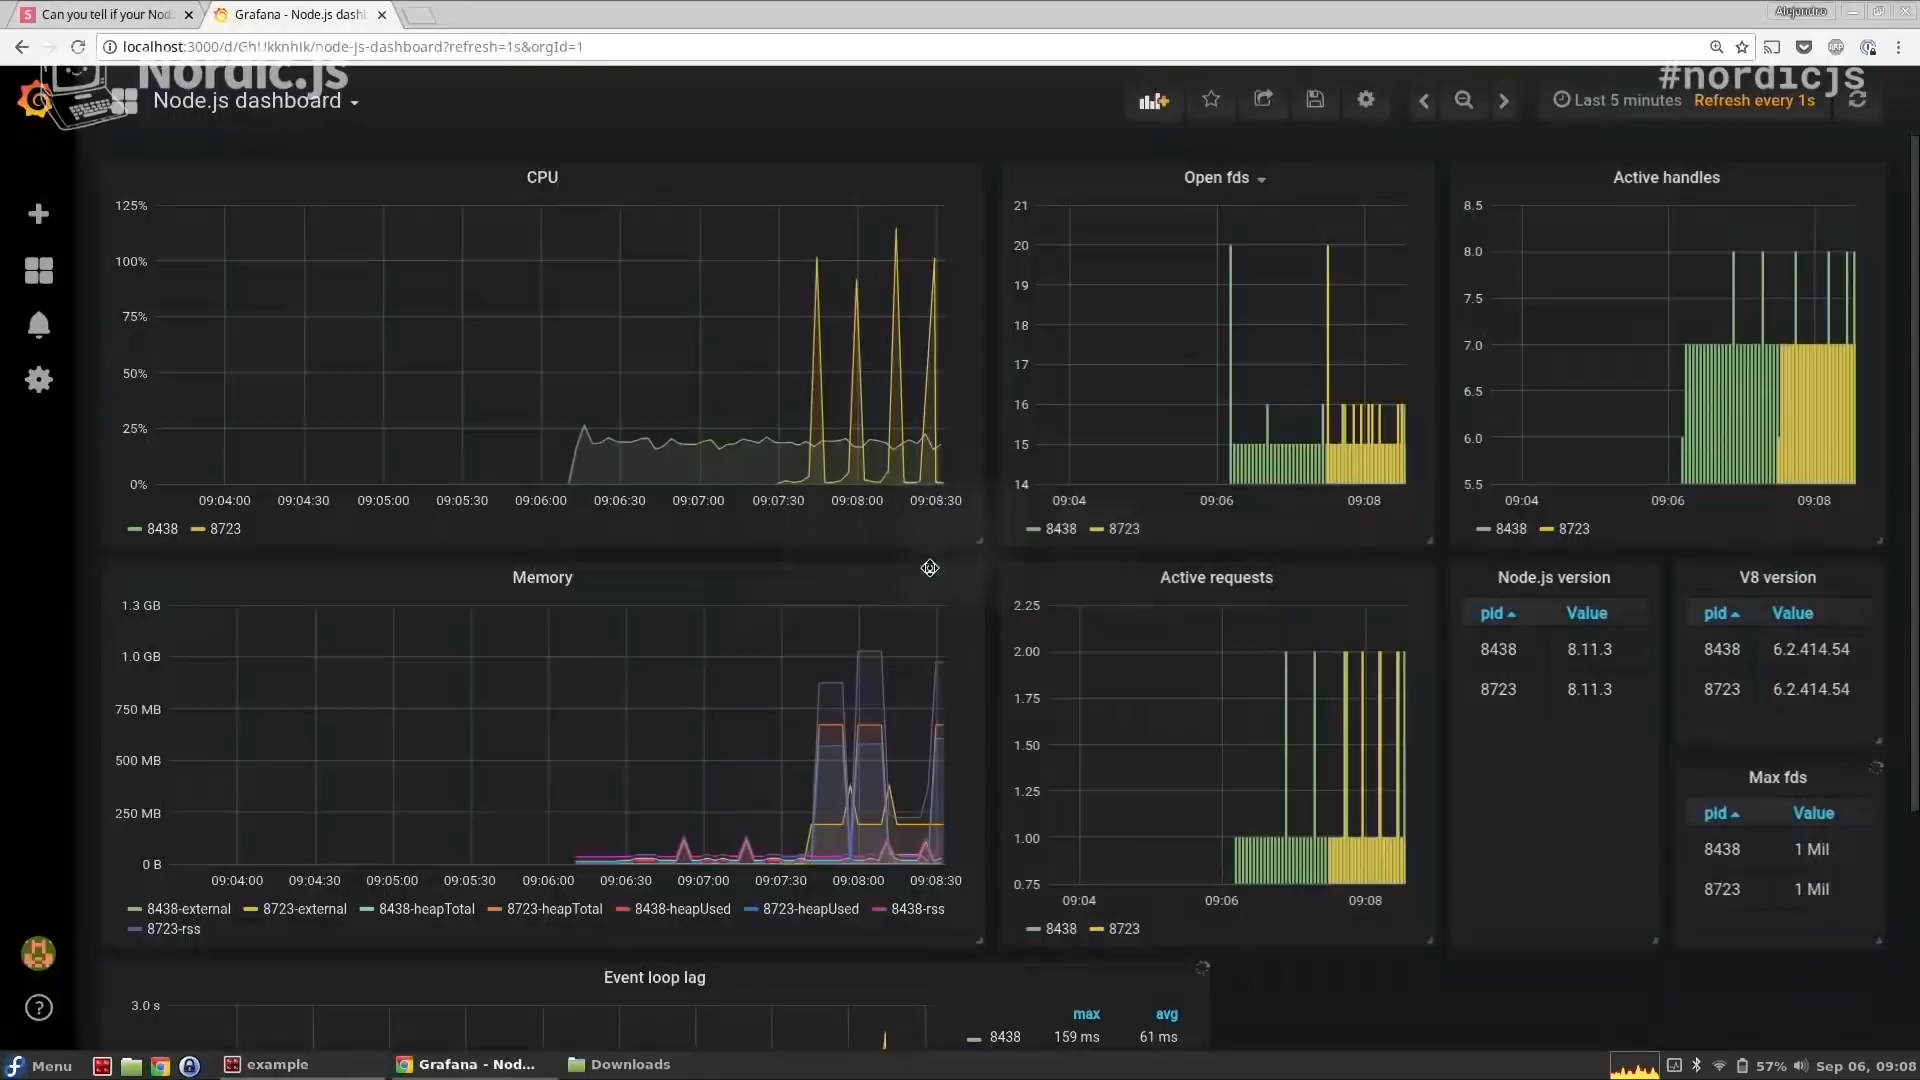 Can you tell if your Nod
Grafana - Node.js dashb
Alejandro
localhost:3000/d/GhUkknhIk/node-js-dashboard?refresh=1s&orgId=1
ABP
Nordic.js
#nordicjs
Node.js dashboard
Last 5 minutes Refresh every 1s
CPU
125%
100%
75%
50%
25%
0%
09:04:00 09:04:30 09:05:00 09:05:30 09:06:00 09:06:30 09:07:00 09:07:30 09:08:00 09:08:30
8438 8723
Open fds
21
20
19
18
17
16
15
14
09:04 09:06 09:08
8438 8723
Active handles
8.5
8.0
7.5
7.0
6.5
6.0
5.5
09:04 09:06 09:08
8438 8723
Memory
1.3 GB
1.0 GB
750 MB
500 MB
250 MB
0 B
09:04:00 09:04:30 09:05:00 09:05:30 09:06:00 09:06:30 09:07:00 09:07:30 09:08:00 09:08:30
8438-external 8723-external 8438-heapTotal 8723-heapTotal 8438-heapUsed 8723-heapUsed 8438-rss
8723-rss
Active requests
2.25
2.00
1.75
1.50
1.25
1.00
0.75
09:04 09:06 09:08
8438 8723
Node.js version
pid Value
8438 8.11.3
8723 8.11.3
V8 version
pid Value
8438 6.2.414.54
8723 6.2.414.54
Max fds
pid Value
8438 1 Mil
8723 1 Mil
Event loop lag
3.0 s
max avg
8438 159 ms 61 ms
Menu
example
Grafana - Nod...
Downloads
57%
Sep 06, 09:08